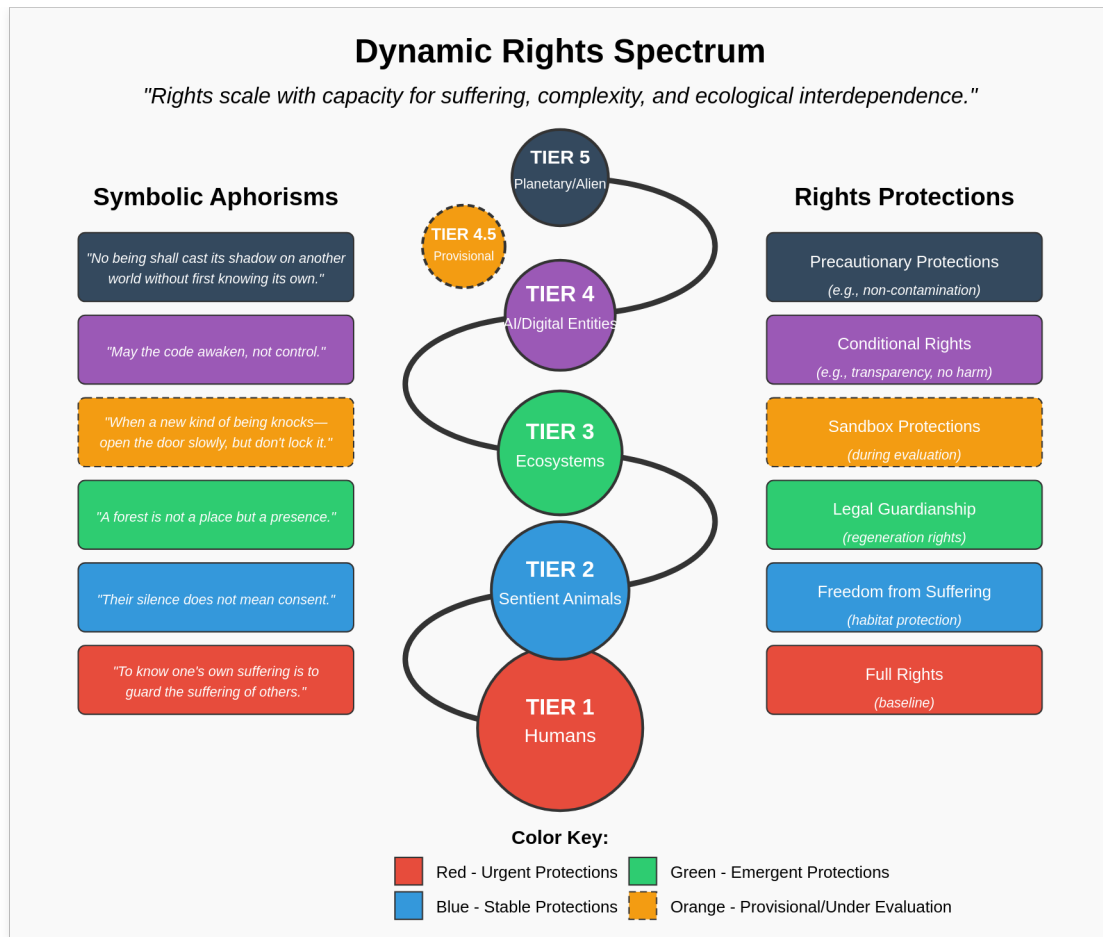 Dynamic Rights Spectrum
"Rights scale with capacity for suffering, complexity, and ecological interdependence."
Symbolic Aphorisms
"No being shall cast its shadow on another
world without first knowing its own."
"May the code awaken, not control."
"When a new kind of being knocks—
open the door slowly, but don't lock it."
"A forest is not a place but a presence."
"Their silence does not mean consent."
"To know one's own suffering is to
guard the suffering of others."
TIER 5
Planetary/Alien
TIER 4.5
Provisional
TIER 4
AI/Digital Entities
TIER 3
Ecosystems
TIER 2
Sentient Animals
TIER 1
Humans
Rights Protections
Precautionary Protections
(e.g., non-contamination)
Conditional Rights
(e.g., transparency, no harm)
Sandbox Protections
(during evaluation)
Legal Guardianship
(regeneration rights)
Freedom from Suffering
(habitat protection)
Full Rights
(baseline)
Color Key:
Red - Urgent Protections
Green - Emergent Protections
Blue - Stable Protections
Orange - Provisional/Under Evaluation